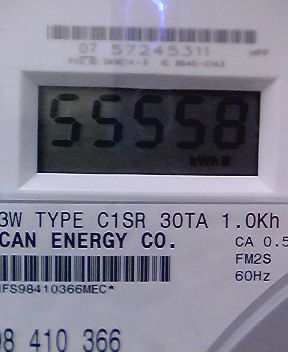 07 57245311
55558
kWh
3W TYPE C1SR 30TA 1.0Kh
CAN ENERGY CO.
CA 0.5
FM2S
60Hz
IFS98410366MEC*
98 410 366